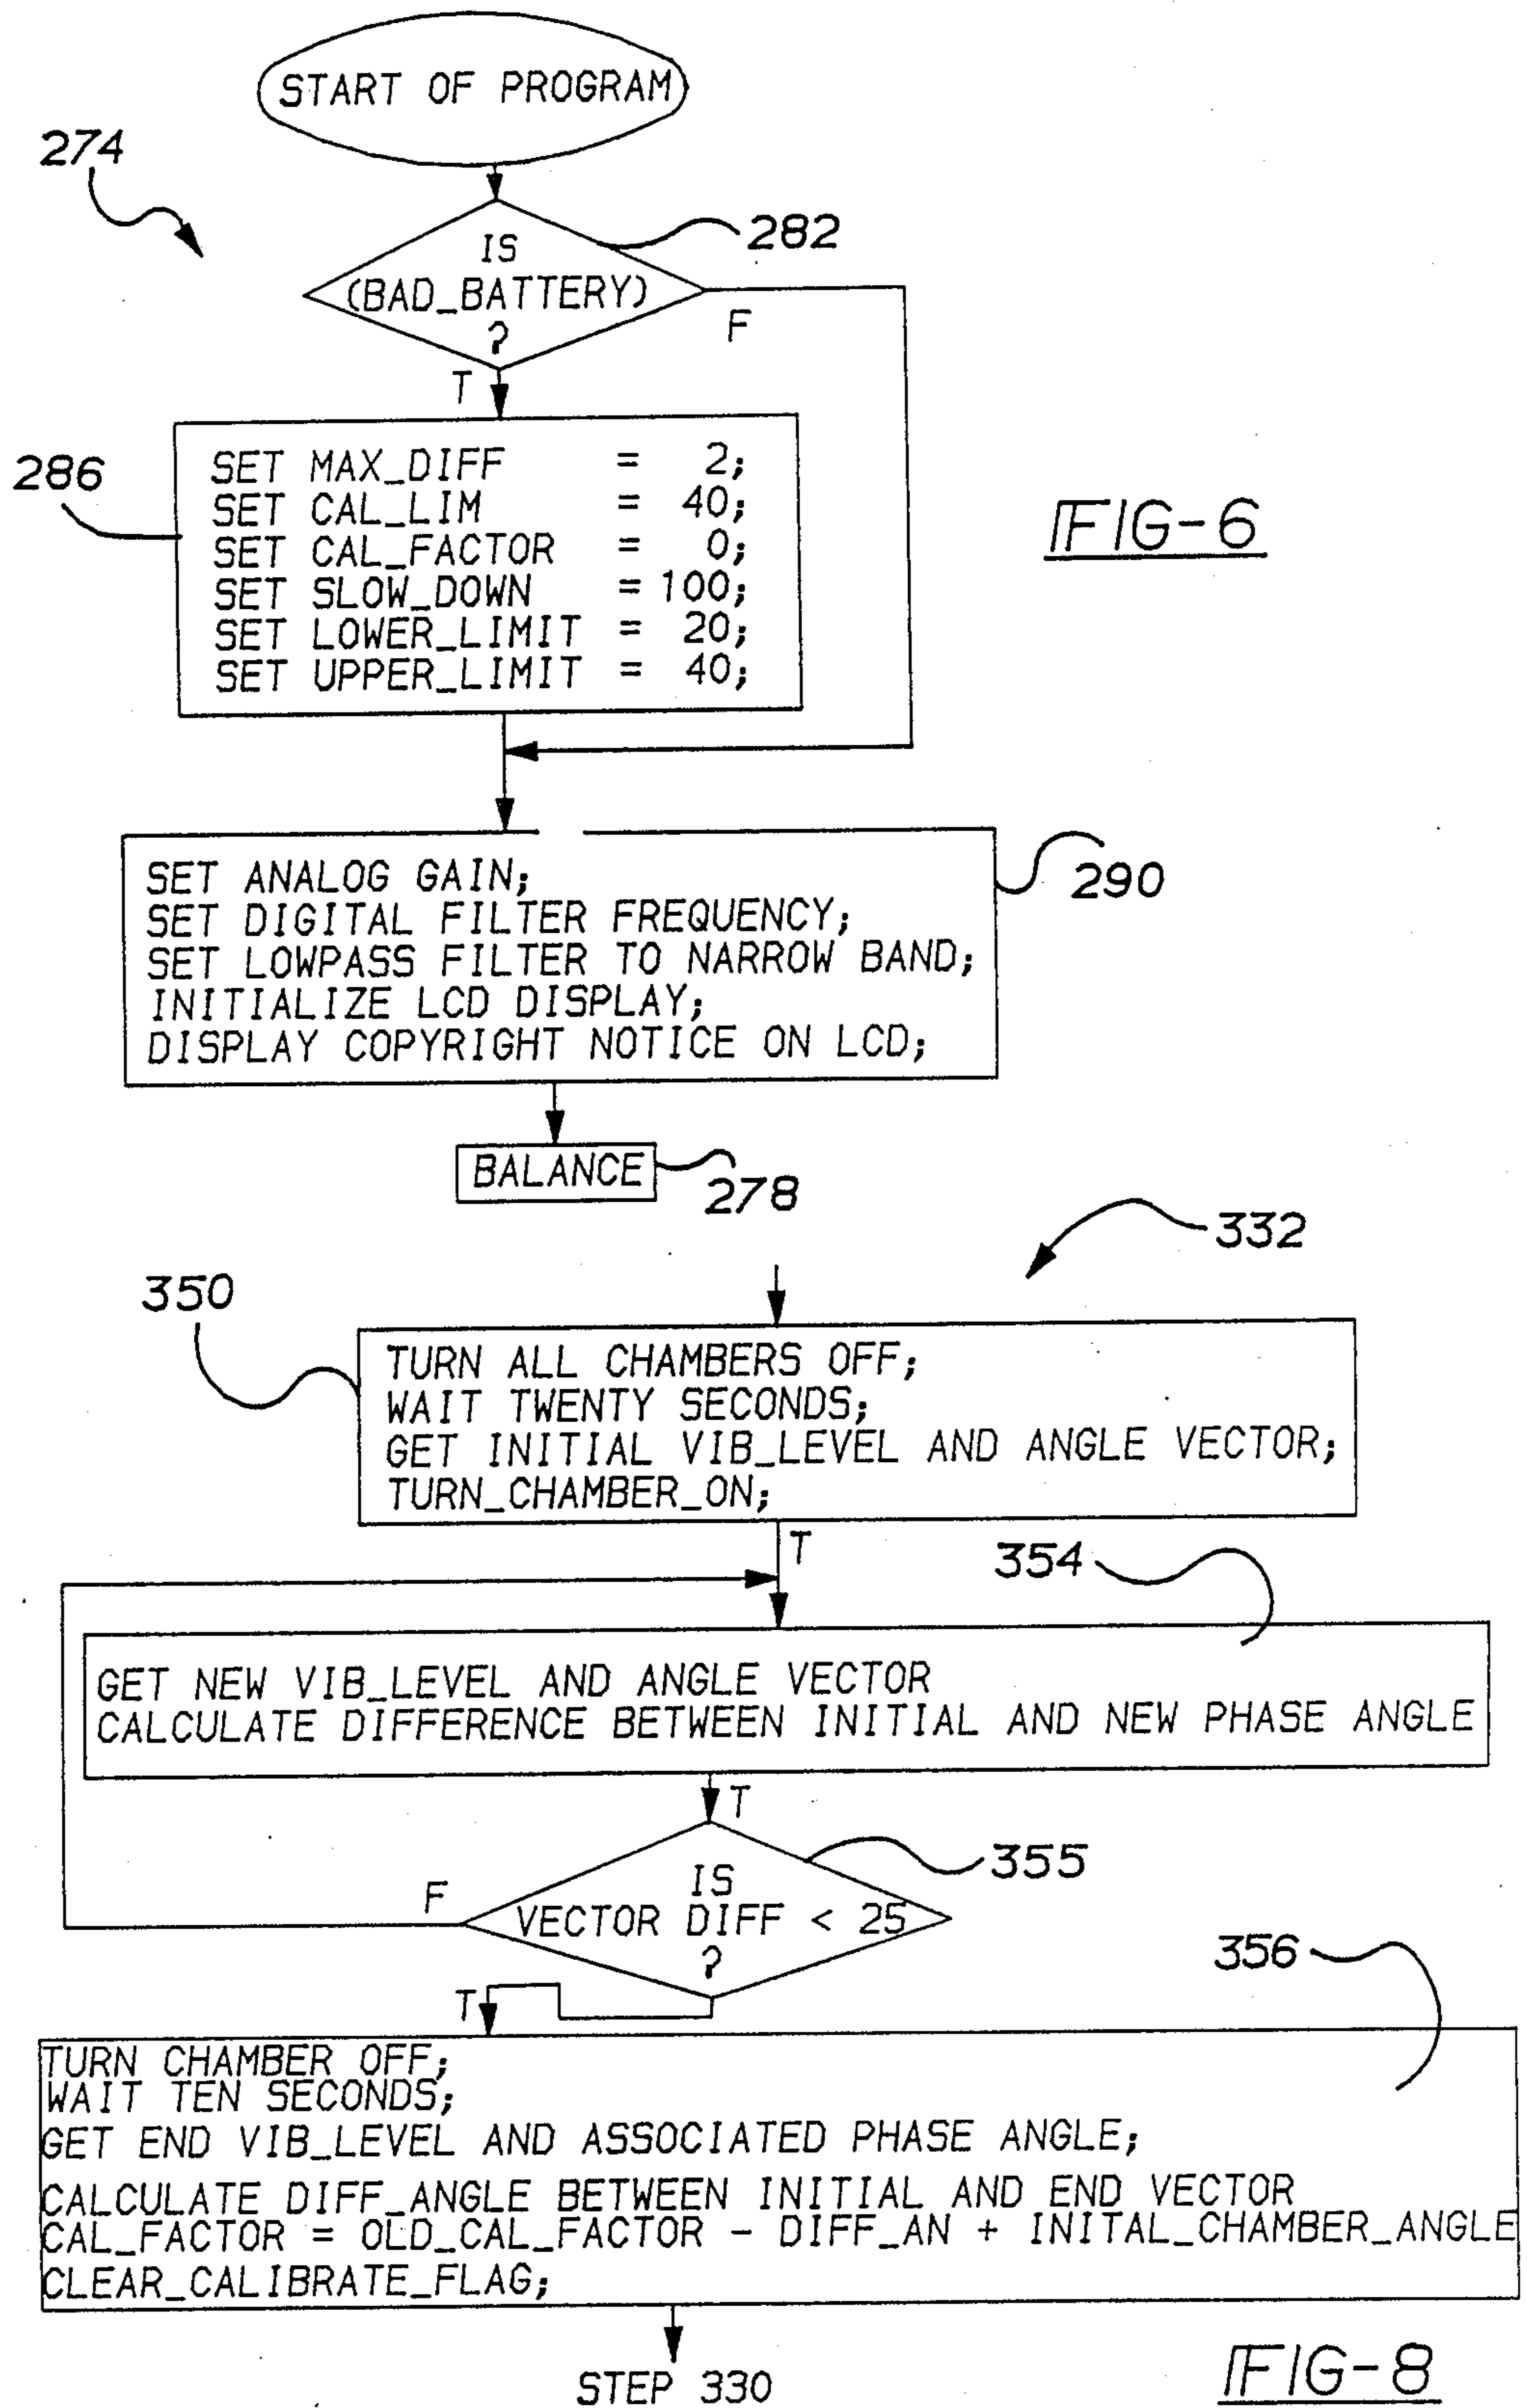 START OF PROGRAM
274
282
IS
(BAD_BATTERY)
?
F
T
286
SET MAX_DIFF = 2;
SET CAL_LIM = 40;
SET CAL_FACTOR = 0;
SET SLOW_DOWN = 100;
SET LOWER_LIMIT = 20;
SET UPPER_LIMIT = 40;
FIG-6
SET ANALOG GAIN;
SET DIGITAL FILTER FREQUENCY;
SET LOWPASS FILTER TO NARROW BAND;
INITIALIZE LCD DISPLAY;
DISPLAY COPYRIGHT NOTICE ON LCD;
290
BALANCE
278
332
350
TURN ALL CHAMBERS OFF;
WAIT TWENTY SECONDS;
GET INITIAL VIB_LEVEL AND ANGLE VECTOR;
TURN_CHAMBER_ON;
T
354
GET NEW VIB_LEVEL AND ANGLE VECTOR
CALCULATE DIFFERENCE BETWEEN INITIAL AND NEW PHASE ANGLE
T
355
IS
VECTOR DIFF < 25
?
F
T
356
TURN CHAMBER OFF;
WAIT TEN SECONDS;
GET END VIB_LEVEL AND ASSOCIATED PHASE ANGLE;
CALCULATE DIFF_ANGLE BETWEEN INITIAL AND END VECTOR
CAL_FACTOR = OLD_CAL_FACTOR - DIFF_AN + INITAL_CHAMBER_ANGLE
CLEAR_CALIBRATE_FLAG;
STEP 330
FIG-8